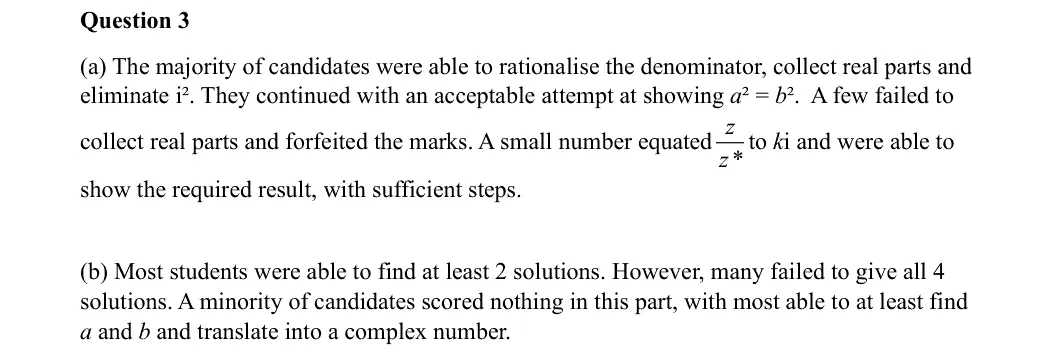 Question 3
(a) The majority of candidates were able to rationalise the denominator, collect real parts and
eliminate i². They continued with an acceptable attempt at showing a² = b². A few failed to
collect real parts and forfeited the marks. A small number equated z/z* to ki and were able to
show the required result, with sufficient steps.
(b) Most students were able to find at least 2 solutions. However, many failed to give all 4
solutions. A minority of candidates scored nothing in this part, with most able to at least find
a and b and translate into a complex number.